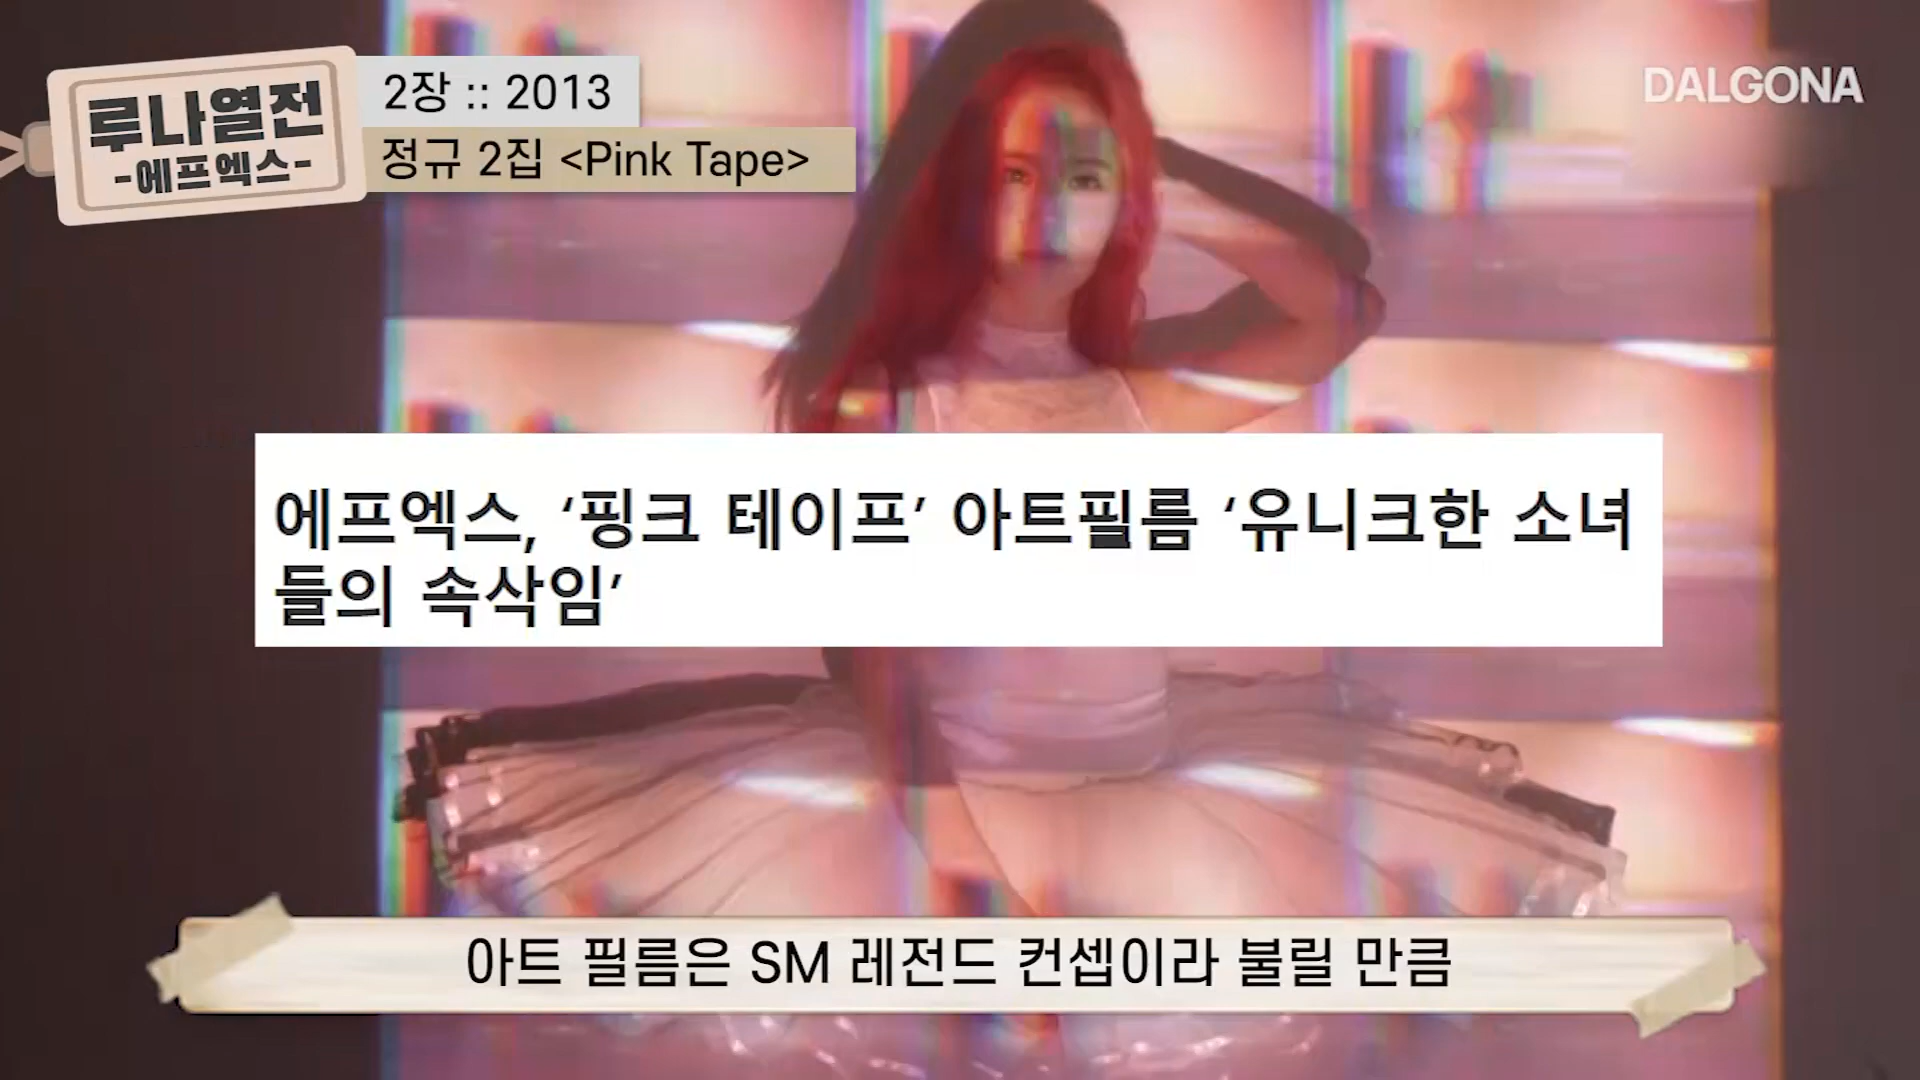 루나열전
-에프엑스-
2장 :: 2013
정규 2집 <Pink Tape>
DALGONA
에프엑스, ‘핑크 테이프’ 아트필름 ‘유니크한 소녀
들의 속삭임’
아트 필름은 SM 레전드 컨셉이라 불릴 만큼